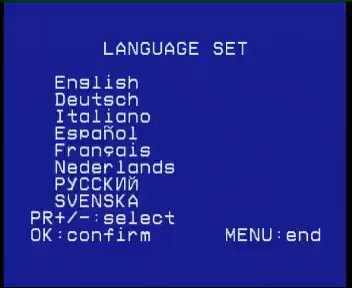 LANGUAGE SET
English
Deutsch
Italiano
Español
Français
Nederlands
РУССКИЙ
SVENSKA
PR+/-:select
OK:confirm MENU:end